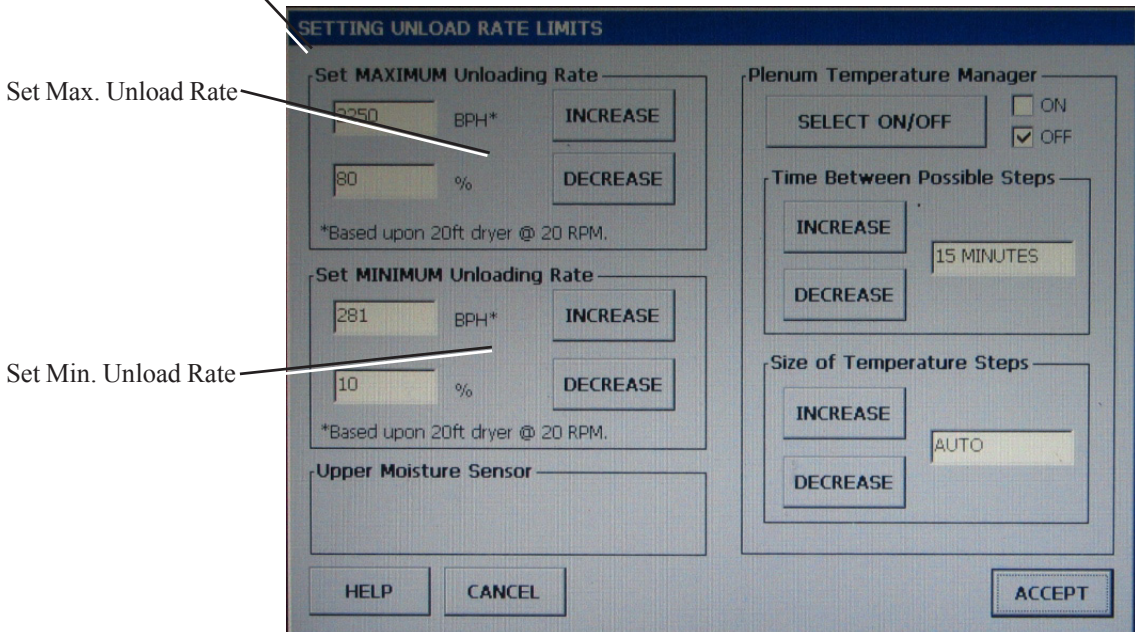 SETTING UNLOAD RATE LIMITS
Set Max. Unload Rate
Set MAXIMUM Unloading Rate
2250 BPH* INCREASE
80 % DECREASE
*Based upon 20ft dryer @ 20 RPM.
Set Min. Unload Rate
Set MINIMUM Unloading Rate
281 BPH* INCREASE
10 % DECREASE
*Based upon 20ft dryer @ 20 RPM.
Upper Moisture Sensor
Plenum Temperature Manager
SELECT ON/OFF
ON
OFF
Time Between Possible Steps
INCREASE
15 MINUTES
DECREASE
Size of Temperature Steps
INCREASE
AUTO
DECREASE
HELP CANCEL ACCEPT